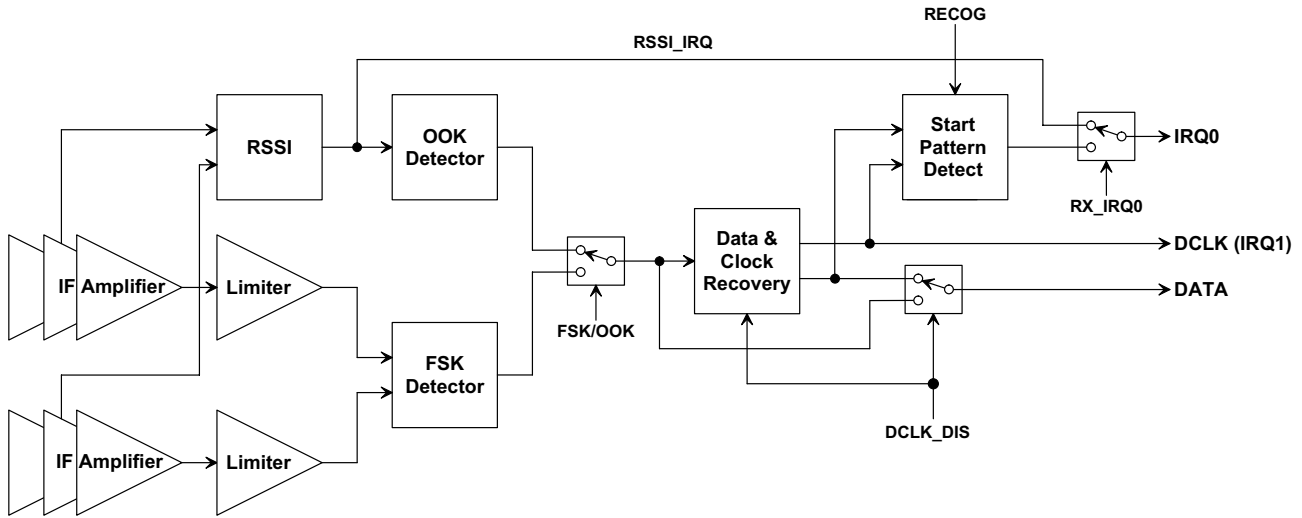 RECOG
RSSI_IRQ
RSSI
OOK
Detector
Start
Pattern
Detect
IRQ0
RX_IRQ0
IF Amplifier
Limiter
Data &
Clock
Recovery
DCLK (IRQ1)
DATA
FSK/OOK
FSK
Detector
IF Amplifier
Limiter
DCLK_DIS